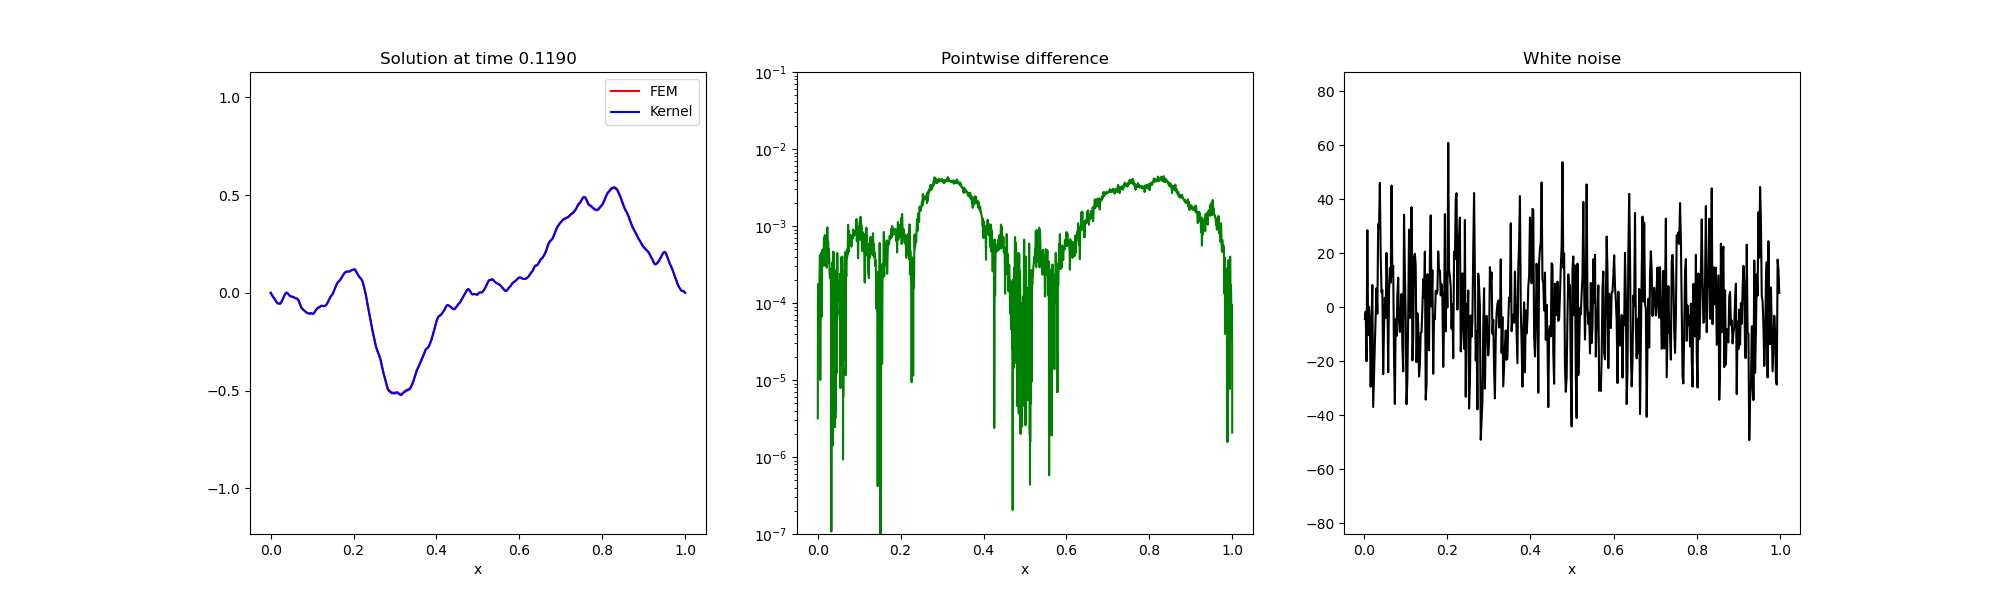 Solution at time 0.1190
1.0
0.5
0.0
−0.5
−1.0
FEM
Kernel
0.0 0.2 0.4 0.6 0.8 1.0
x
Pointwise difference
10⁻¹
10⁻²
10⁻³
10⁻⁴
10⁻⁵
10⁻⁶
10⁻⁷
0.0 0.2 0.4 0.6 0.8 1.0
x
White noise
80
60
40
20
0
−20
−40
−60
−80
0.0 0.2 0.4 0.6 0.8 1.0
x